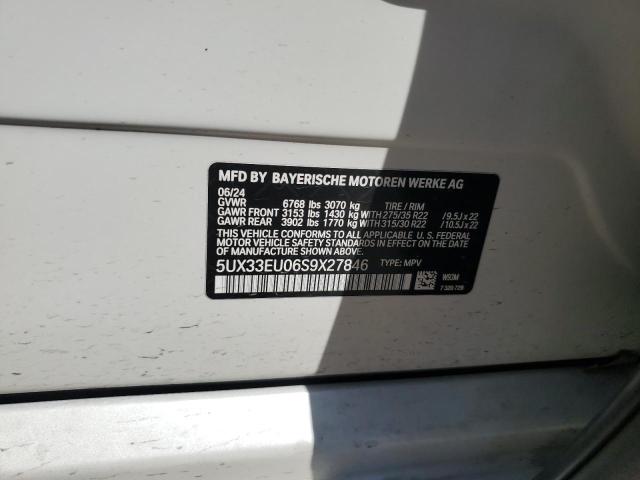 MFD BY BAYERISCHE MOTOREN WERKE AG
06/24
GVWR 6768 lbs 3070 kg TIRE / RIM
GAWR FRONT 3153 lbs 1430 kg WITH 275/35 R22 / 9.5J x 22
GAWR REAR 3902 lbs 1770 kg WITH 315/30 R22 / 10.5J x 22
THIS VEHICLE CONFORMS TO ALL APPLICABLE U.S. FEDERAL
MOTOR VEHICLE SAFETY STANDARDS IN EFFECT ON THE DATE
OF MANUFACTURE SHOWN ABOVE.
5UX33EU06S9X27846 TYPE: MPV
7 320 729